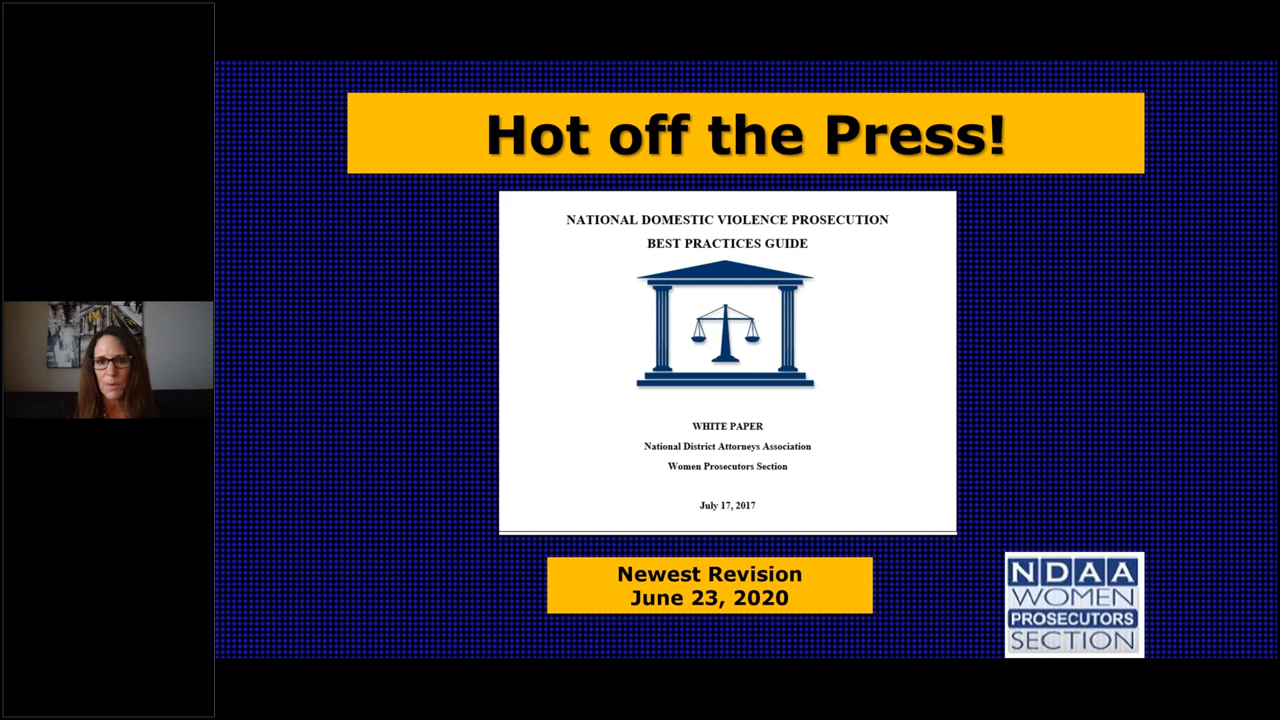 Hot off the Press!
NATIONAL DOMESTIC VIOLENCE PROSECUTION
BEST PRACTICES GUIDE
WHITE PAPER
National District Attorneys Association
Women Prosecutors Section
July 17, 2017
Newest Revision
June 23, 2020
NDAA
WOMEN
PROSECUTORS
SECTION